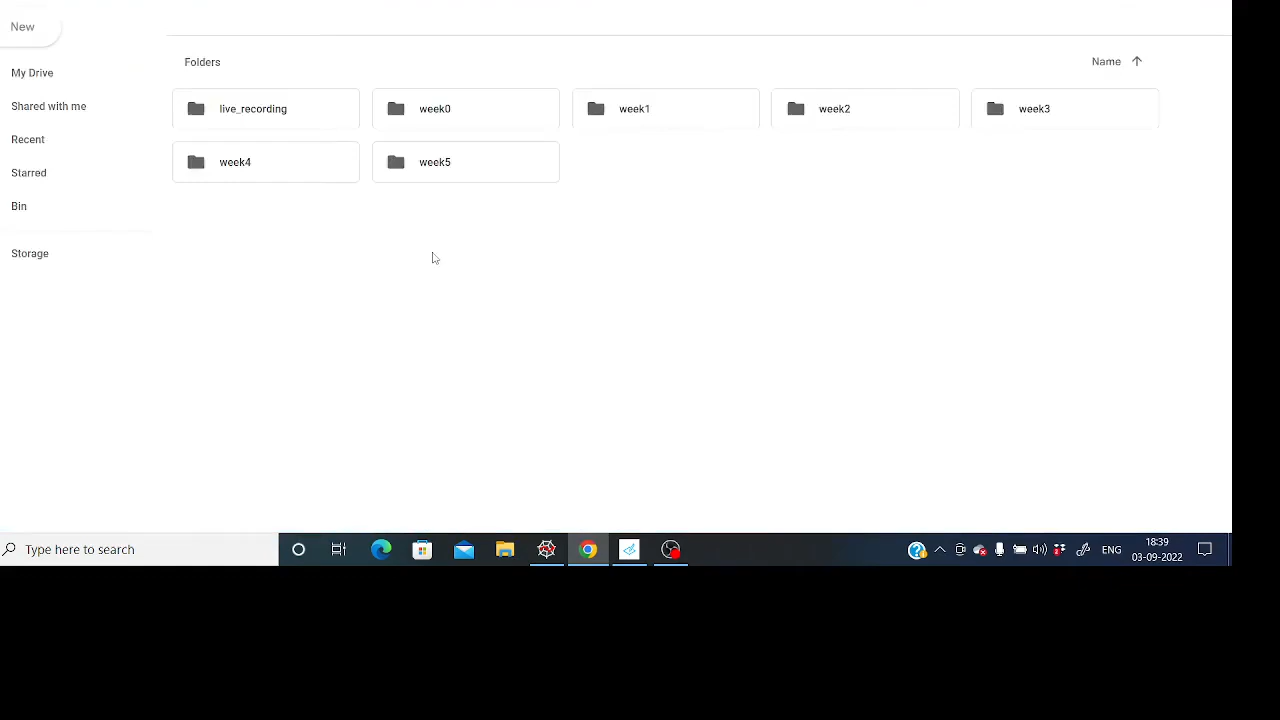 New
My Drive
Shared with me
Recent
Starred
Bin
Storage
Folders
Name
live_recording
week0
week1
week2
week3
week4
week5
Type here to search
ENG
18:39
03-09-2022